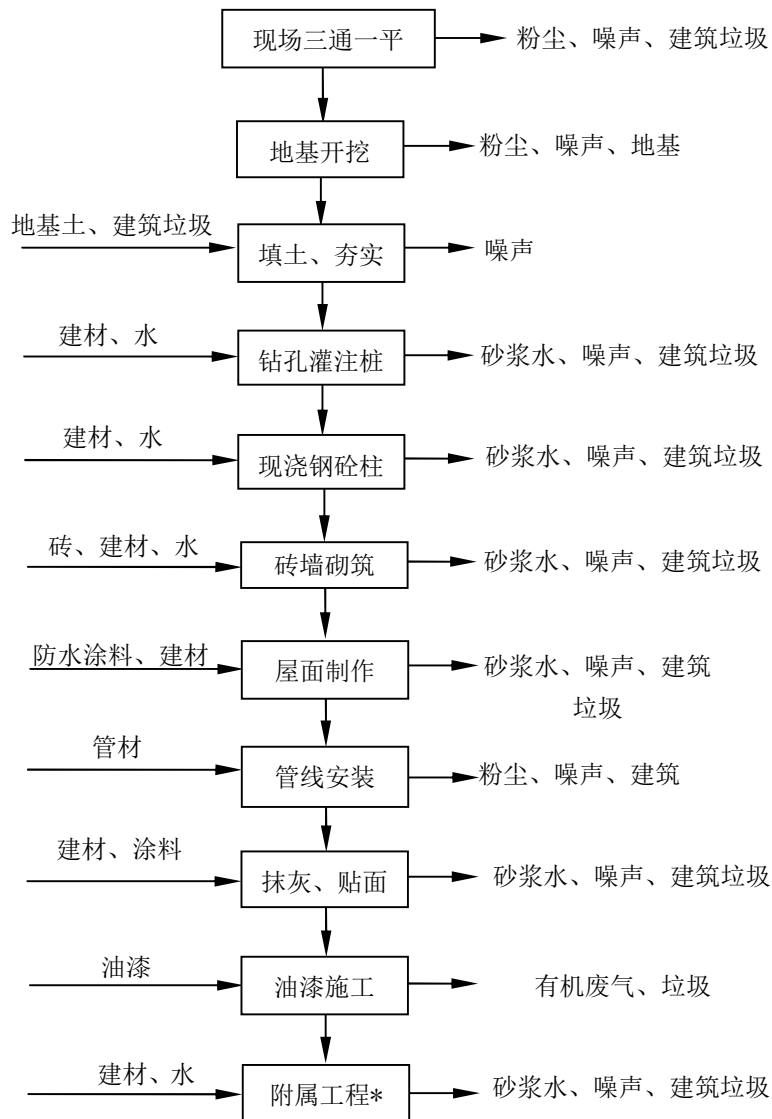 现场三通一平
粉尘、噪声、建筑垃圾
地基开挖
粉尘、噪声、地基
地基土、建筑垃圾
填土、夯实
噪声
建材、水
钻孔灌注桩
砂浆水、噪声、建筑垃圾
建材、水
现浇钢砼柱
砂浆水、噪声、建筑垃圾
砖、建材、水
砖墙砌筑
砂浆水、噪声、建筑垃圾
防水涂料、建材
屋面制作
砂浆水、噪声、建筑
垃圾
管材
管线安装
粉尘、噪声、建筑
建材、涂料
抹灰、贴面
砂浆水、噪声、建筑垃圾
油漆
油漆施工
有机废气、垃圾
建材、水
附属工程*
砂浆水、噪声、建筑垃圾